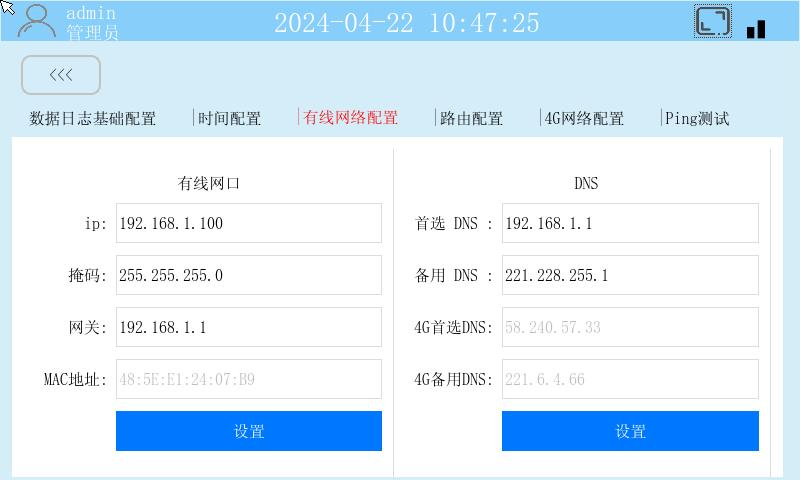 admin
管理员
2024-04-22 10:47:25
<<<
数据日志基础配置 |时间配置 |有线网络配置 |路由配置 |4G网络配置 |Ping测试
有线网口
ip: 192.168.1.100
掩码: 255.255.255.0
网关: 192.168.1.1
MAC地址: 48:5E:E1:24:07:B9
设置
DNS
首选 DNS : 192.168.1.1
备用 DNS : 221.228.255.1
4G首选DNS: 58.240.57.33
4G备用DNS: 221.6.4.66
设置